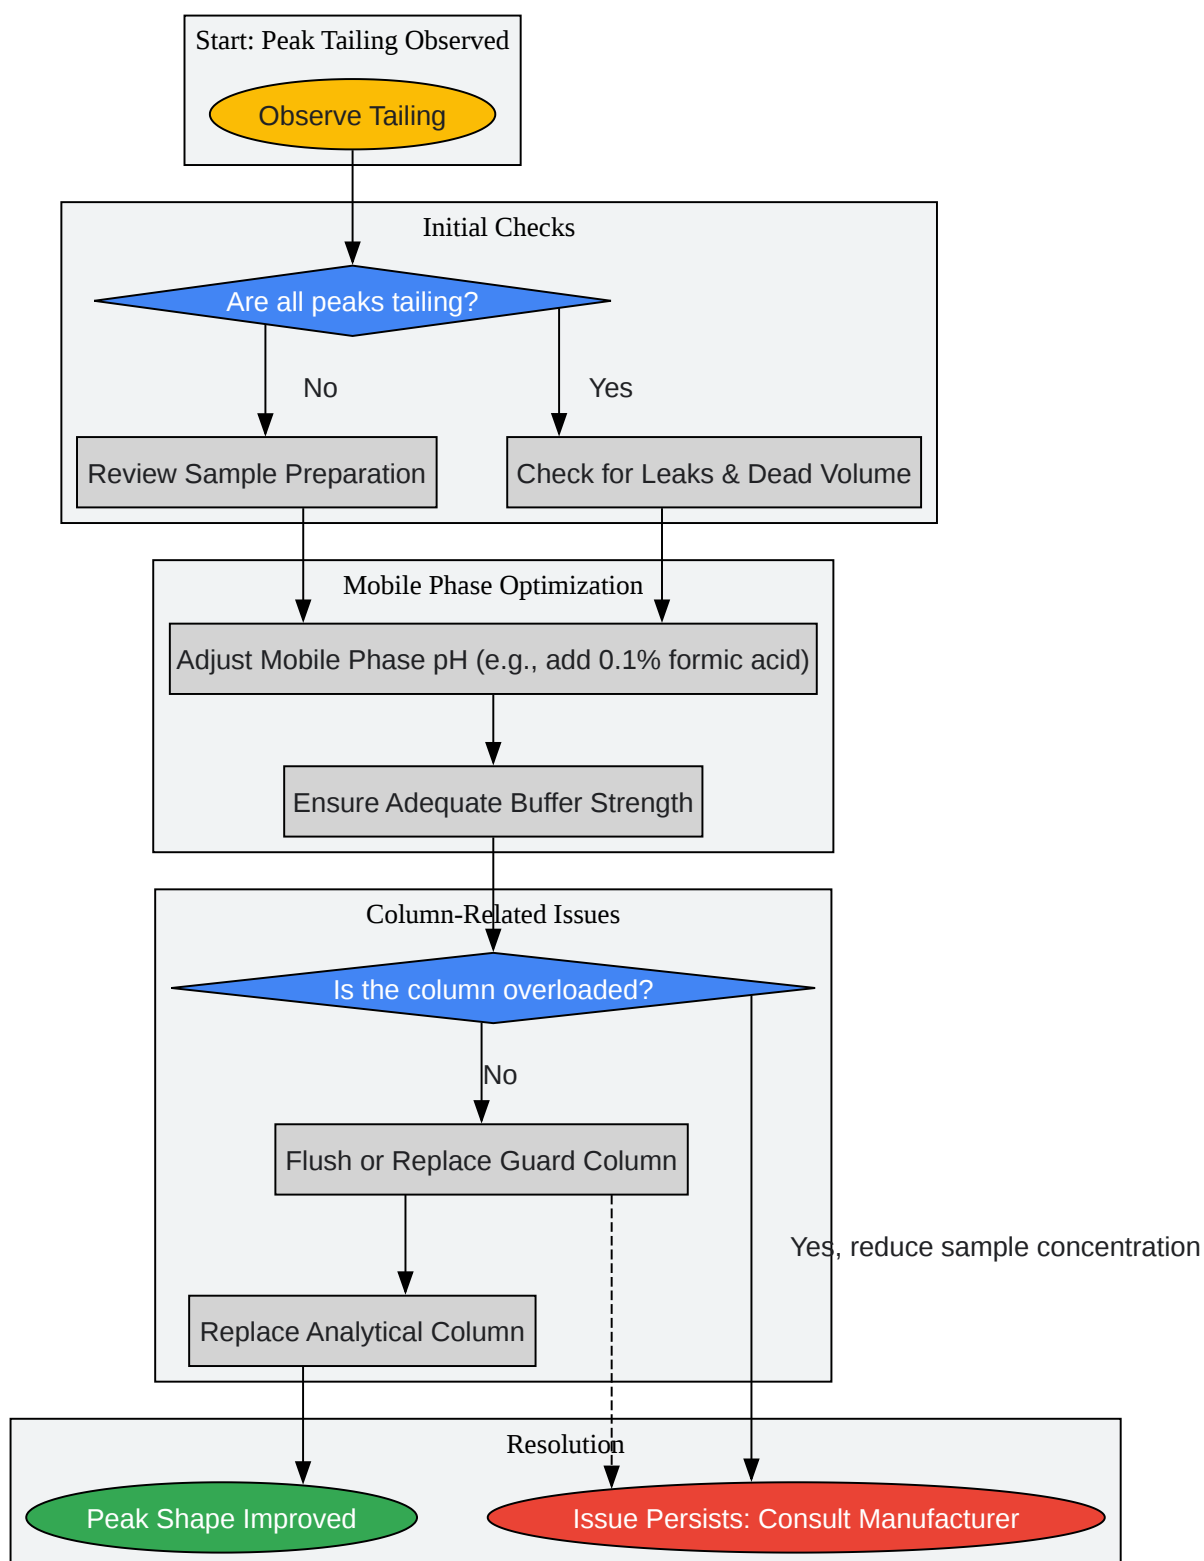 Start: Peak Tailing Observed
Observe Tailing
Initial Checks
Are all peaks tailing?
No
Yes
Review Sample Preparation
Check for Leaks & Dead Volume
Mobile Phase Optimization
Adjust Mobile Phase pH (e.g., add 0.1% formic acid)
Ensure Adequate Buffer Strength
Column-Related Issues
Is the column overloaded?
No
Flush or Replace Guard Column
Yes, reduce sample concentration
Replace Analytical Column
Resolution
Peak Shape Improved
Issue Persists: Consult Manufacturer